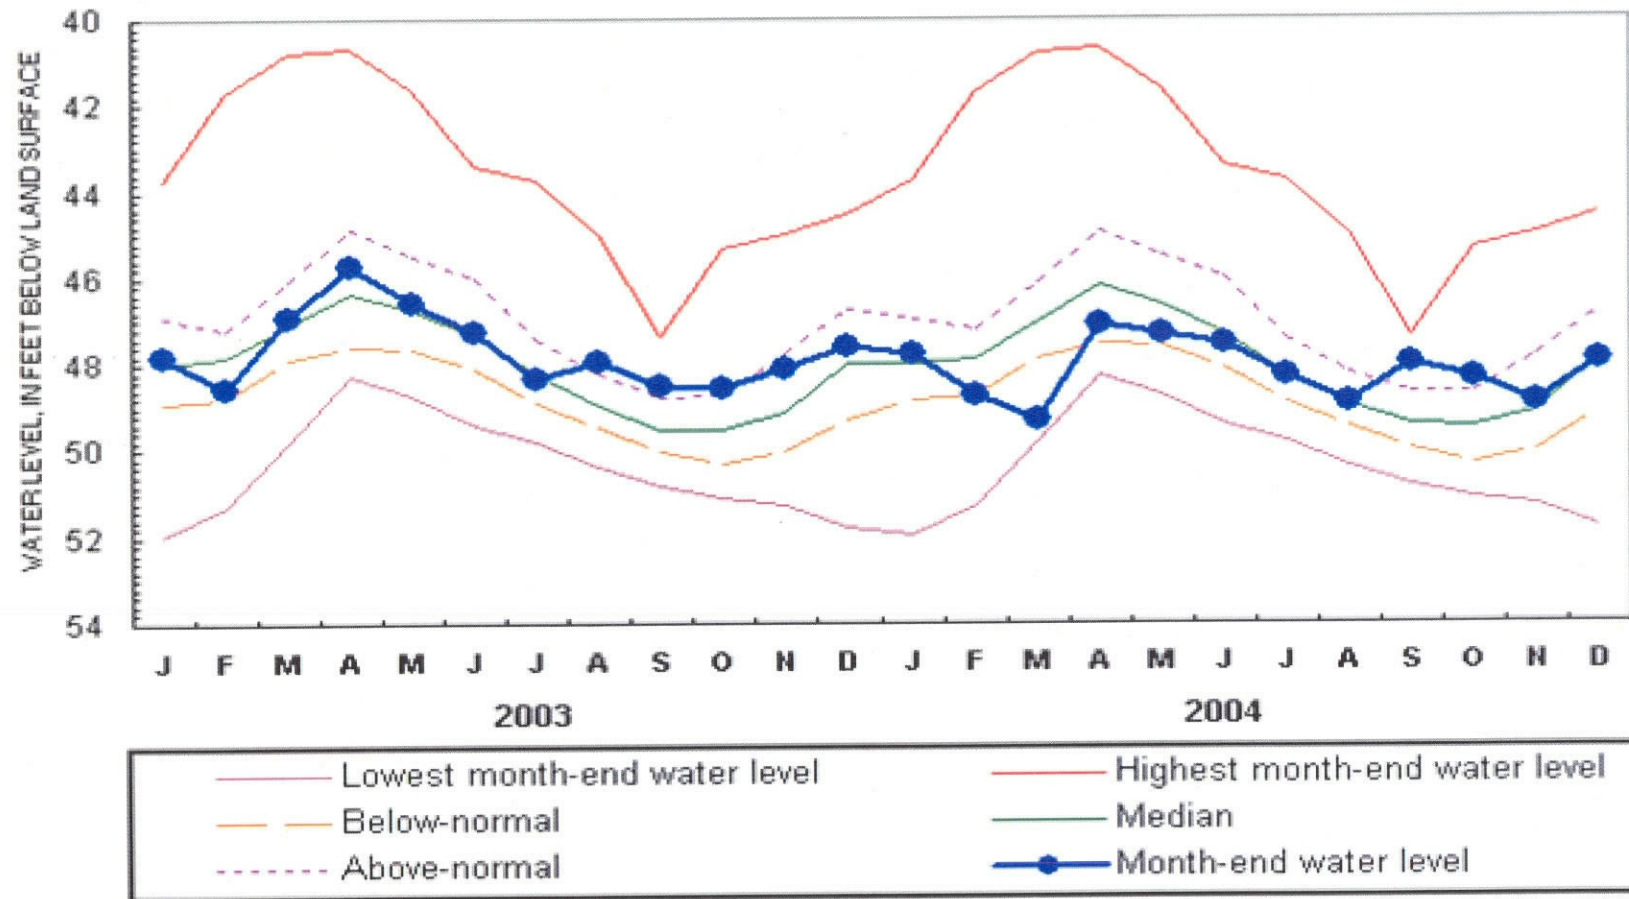 WATER LEVEL, IN FEET BELOW LAND SURFACE
40
42
44
46
48
50
52
54
J F M A M J J A S O N D J F M A M J J A S O N D
2003 2004
Lowest month-end water level Highest month-end water level
Below-normal Median
Above-normal Month-end water level